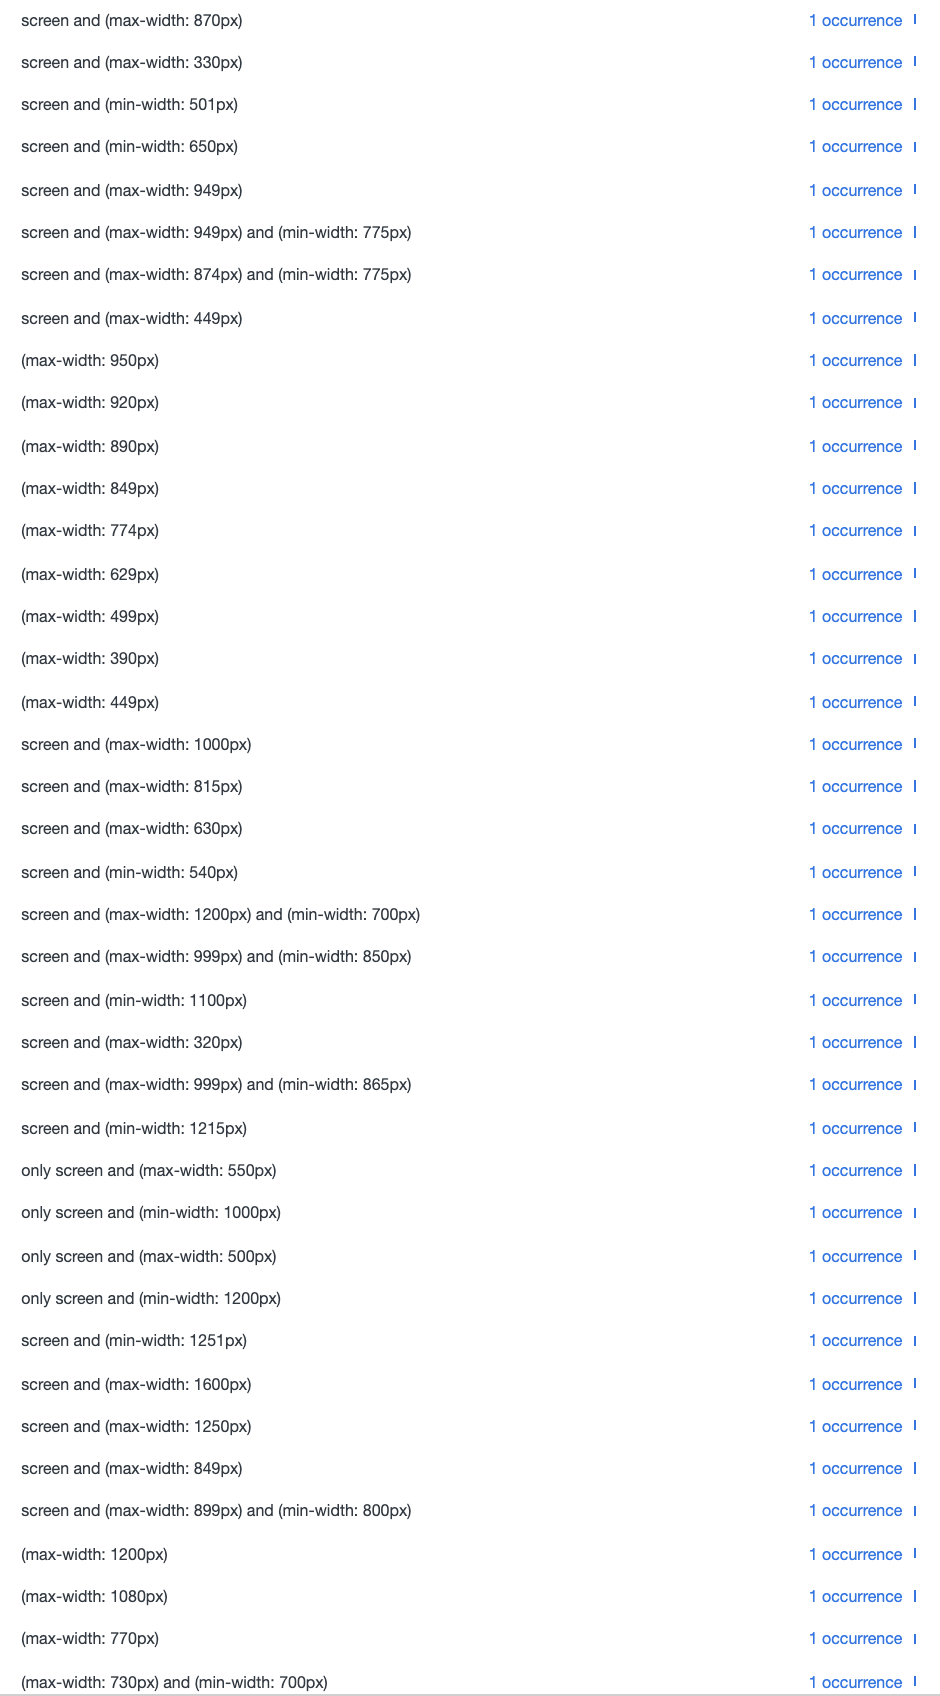 screen and (max-width: 870px) 1 occurrence
screen and (max-width: 330px) 1 occurrence
screen and (min-width: 501px) 1 occurrence
screen and (min-width: 650px) 1 occurrence
screen and (max-width: 949px) 1 occurrence
screen and (max-width: 949px) and (min-width: 775px) 1 occurrence
screen and (max-width: 874px) and (min-width: 775px) 1 occurrence
screen and (max-width: 449px) 1 occurrence
(max-width: 950px) 1 occurrence
(max-width: 920px) 1 occurrence
(max-width: 890px) 1 occurrence
(max-width: 849px) 1 occurrence
(max-width: 774px) 1 occurrence
(max-width: 629px) 1 occurrence
(max-width: 499px) 1 occurrence
(max-width: 390px) 1 occurrence
(max-width: 449px) 1 occurrence
screen and (max-width: 1000px) 1 occurrence
screen and (max-width: 815px) 1 occurrence
screen and (max-width: 630px) 1 occurrence
screen and (min-width: 540px) 1 occurrence
screen and (max-width: 1200px) and (min-width: 700px) 1 occurrence
screen and (max-width: 999px) and (min-width: 850px) 1 occurrence
screen and (min-width: 1100px) 1 occurrence
screen and (max-width: 320px) 1 occurrence
screen and (max-width: 999px) and (min-width: 865px) 1 occurrence
screen and (min-width: 1215px) 1 occurrence
only screen and (max-width: 550px) 1 occurrence
only screen and (min-width: 1000px) 1 occurrence
only screen and (max-width: 500px) 1 occurrence
only screen and (min-width: 1200px) 1 occurrence
screen and (min-width: 1251px) 1 occurrence
screen and (max-width: 1600px) 1 occurrence
screen and (max-width: 1250px) 1 occurrence
screen and (max-width: 849px) 1 occurrence
screen and (max-width: 899px) and (min-width: 800px) 1 occurrence
(max-width: 1200px) 1 occurrence
(max-width: 1080px) 1 occurrence
(max-width: 770px) 1 occurrence
(max-width: 730px) and (min-width: 700px) 1 occurrence